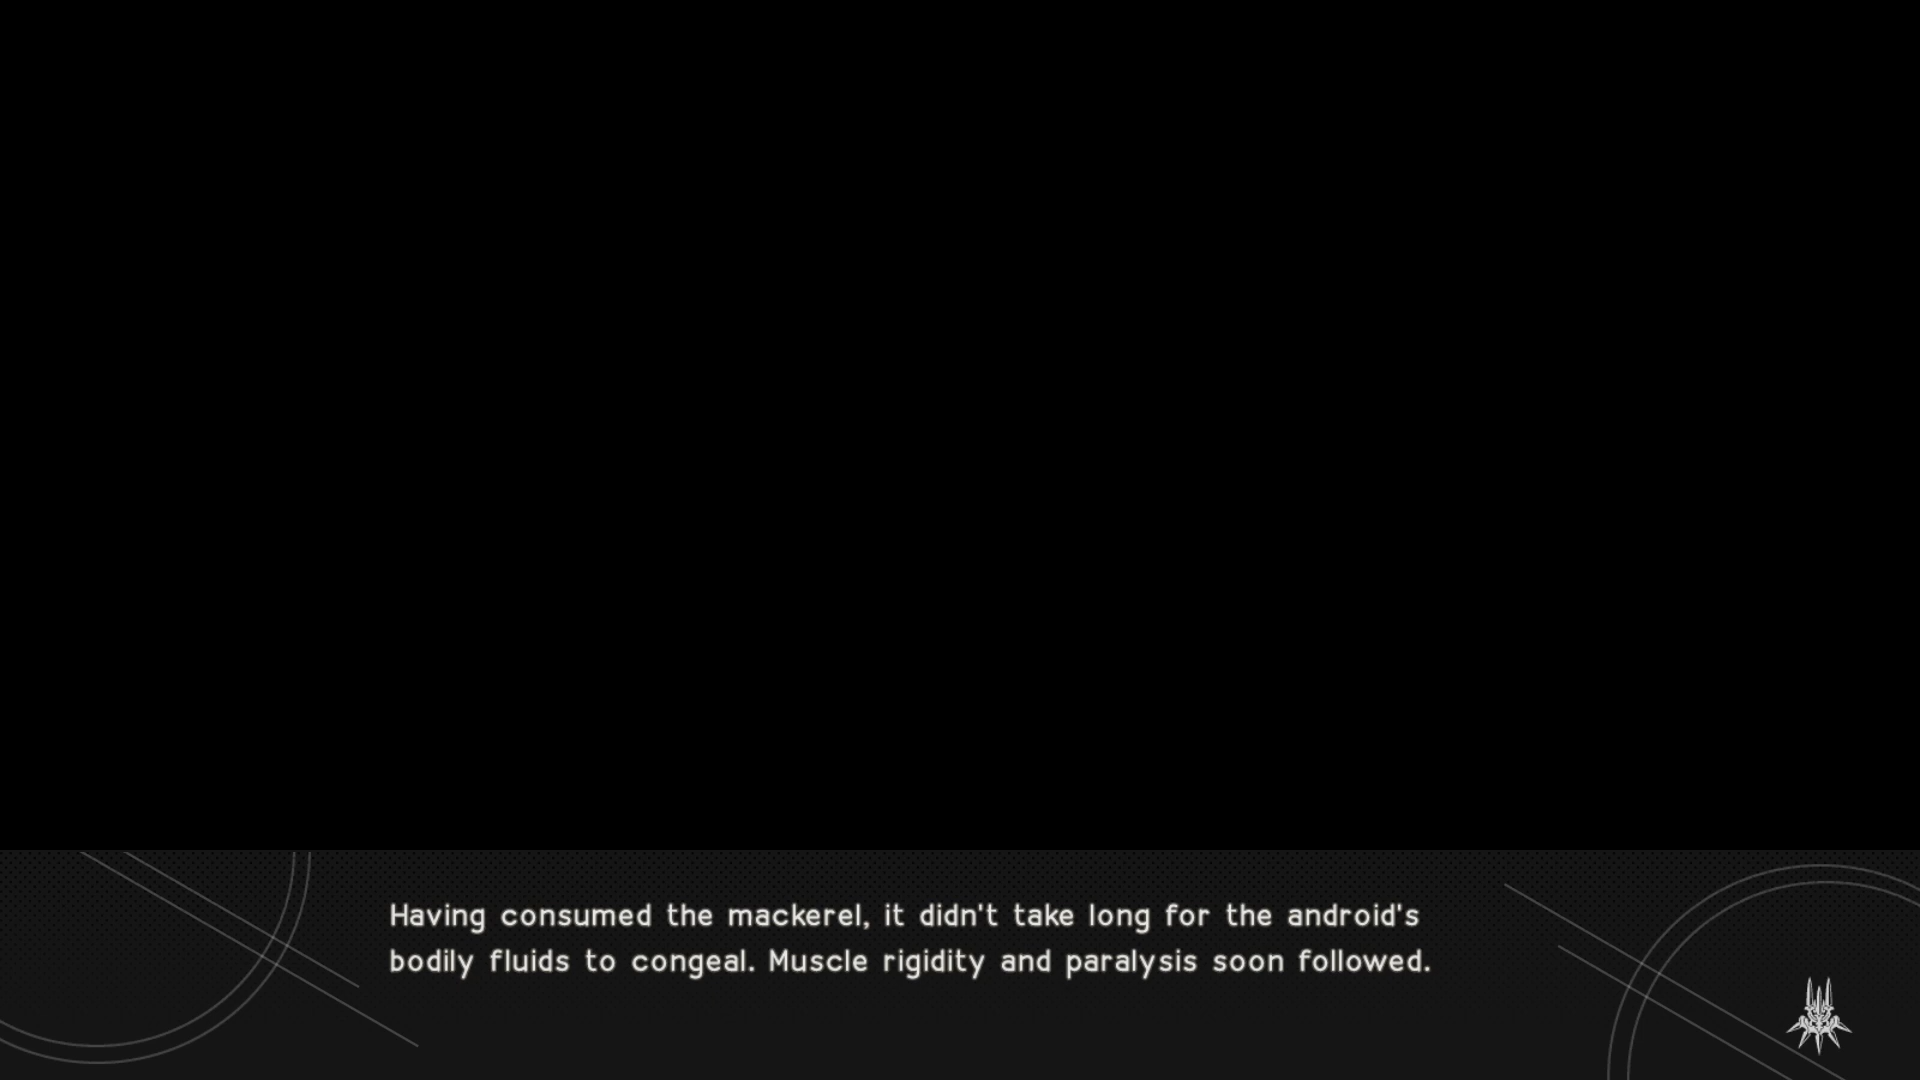 Having consumed the mackerel, it didn't take long for the android's
bodily fluids to congeal. Muscle rigidity and paralysis soon followed.